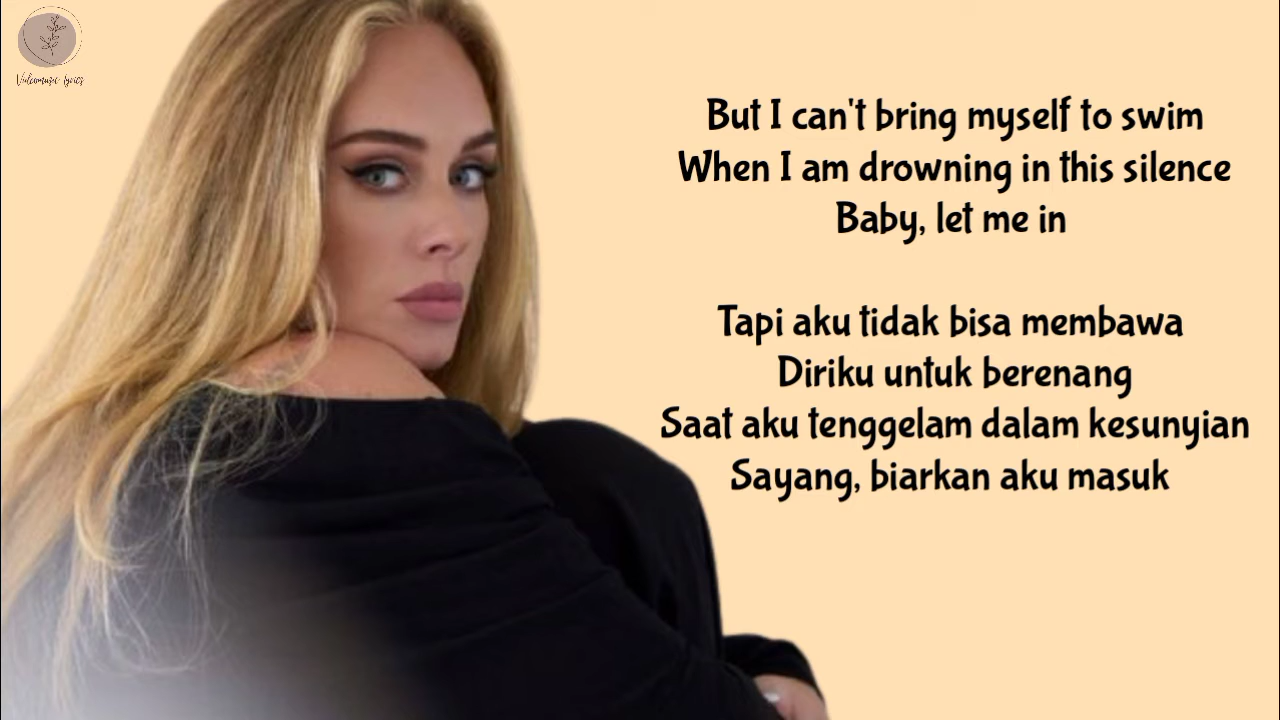 But I can't bring myself to swim
When I am drowning in this silence
Baby, let me in
Tapi aku tidak bisa membawa
Diriku untuk berenang
Saat aku tenggelam dalam kesunyian
Sayang, biarkan aku masuk